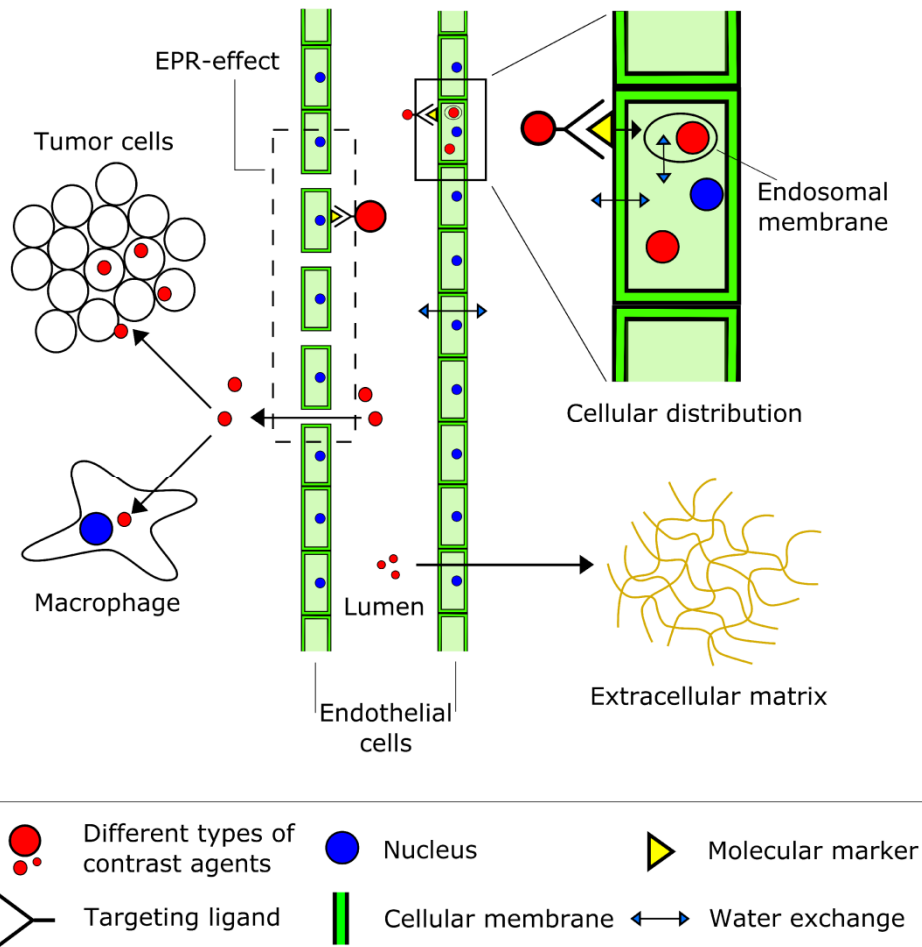 EPR-effect
Tumor cells
Endosomal
membrane
Cellular distribution
Macrophage
Lumen
Extracellular matrix
Endothelial
cells
Different types of
contrast agents
Nucleus
Molecular marker
Targeting ligand
Cellular membrane
Water exchange